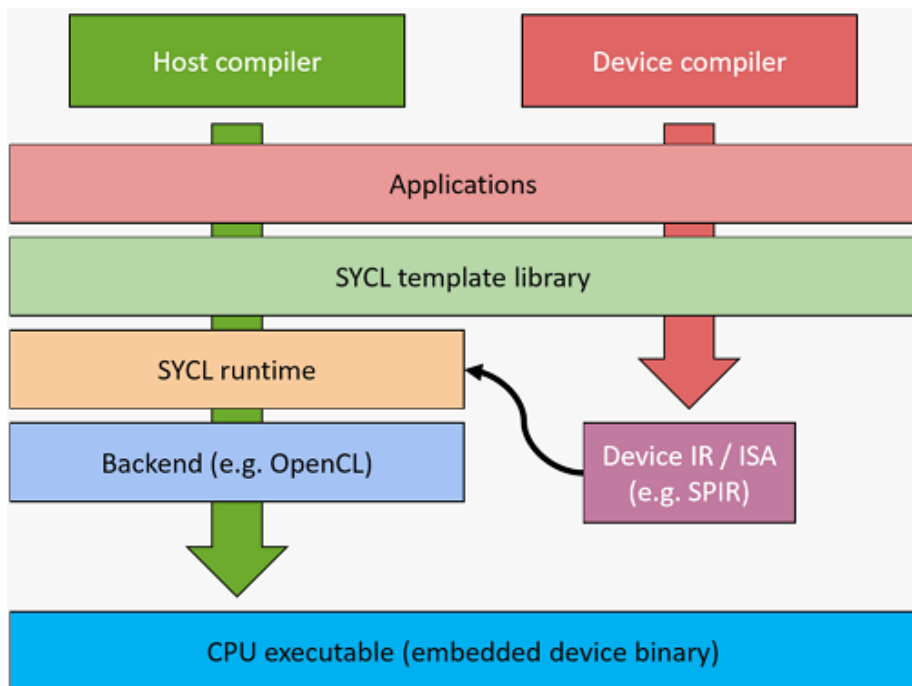 Host compiler
Device compiler
Applications
SYCL template library
SYCL runtime
Backend (e.g. OpenCL)
Device IR / ISA
(e.g. SPIR)
CPU executable (embedded device binary)